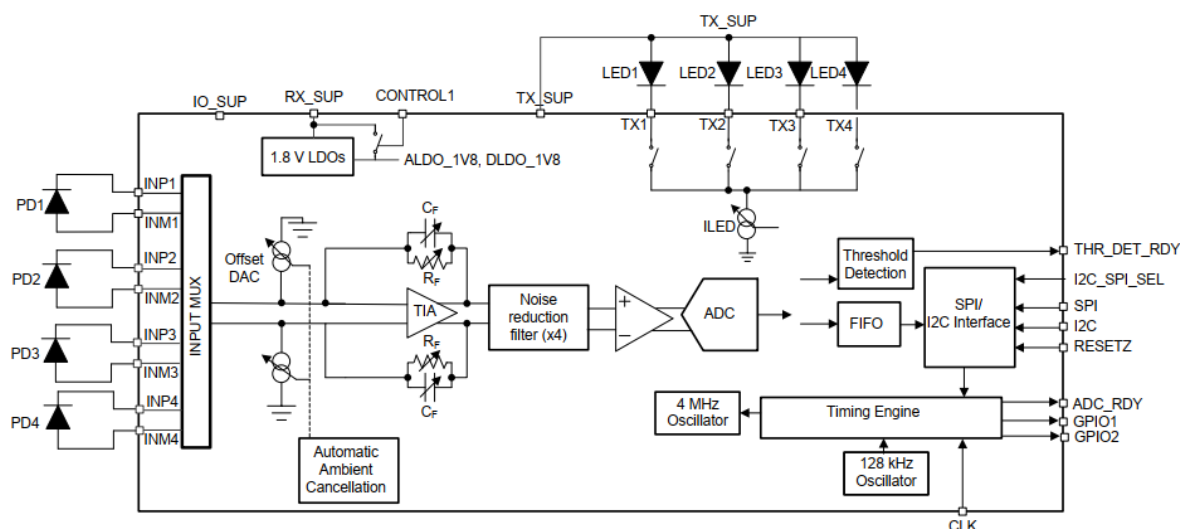 TX_SUP
LED1
LED2
LED3
LED4
IO_SUP
RX_SUP
CONTROL1
TX_SUP
TX1
TX2
TX3
TX4
1.8 V LDOs
ALDO_1V8, DLDO_1V8
PD1
INP1
INM1
PD2
INP2
INM2
PD3
INP3
INM3
PD4
INP4
INM4
INPUT MUX
Offset
DAC
CF
RF
TIA
RF
CF
Automatic
Ambient
Cancellation
Noise
reduction
filter (x4)
+
−
ADC
ILED
Threshold
Detection
FIFO
SPI/
I2C Interface
THR_DET_RDY
I2C_SPI_SEL
SPI
I2C
RESETZ
4 MHz
Oscillator
Timing Engine
128 kHz
Oscillator
ADC_RDY
GPIO1
GPIO2
CLK